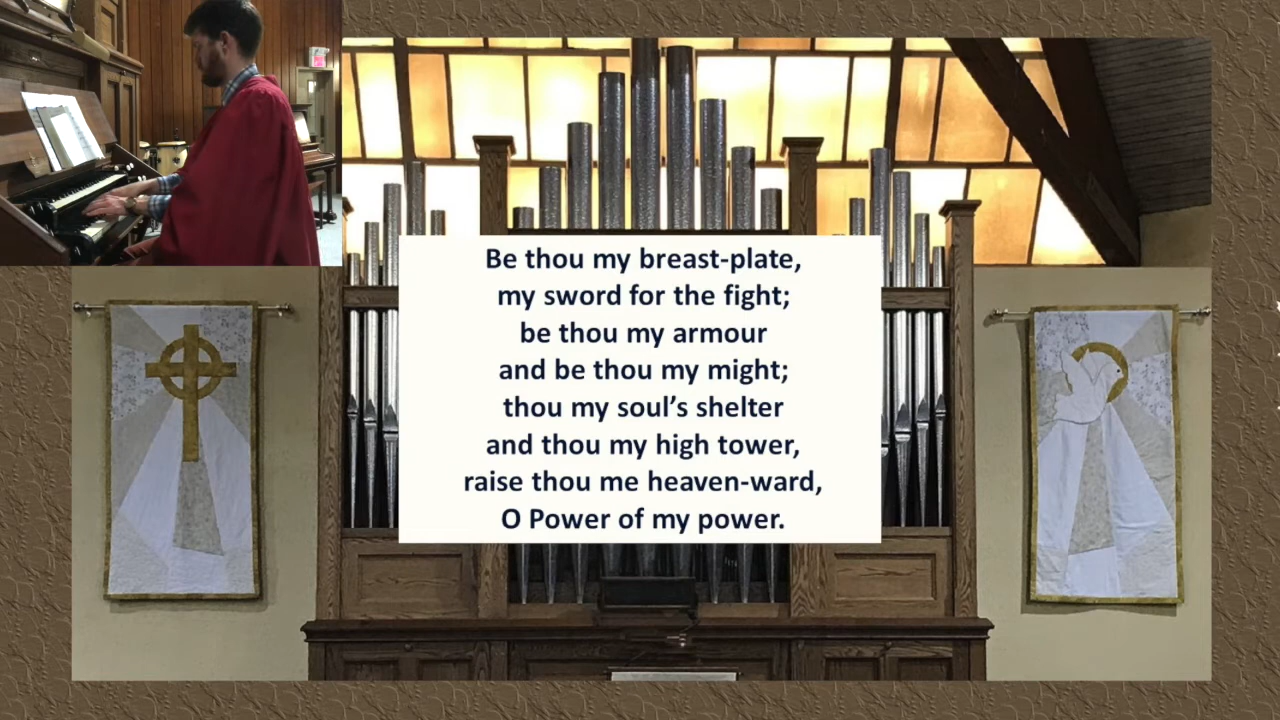 Be thou my breast-plate,
my sword for the fight;
be thou my armour
and be thou my might;
thou my soul’s shelter
and thou my high tower,
raise thou me heaven-ward,
O Power of my power.